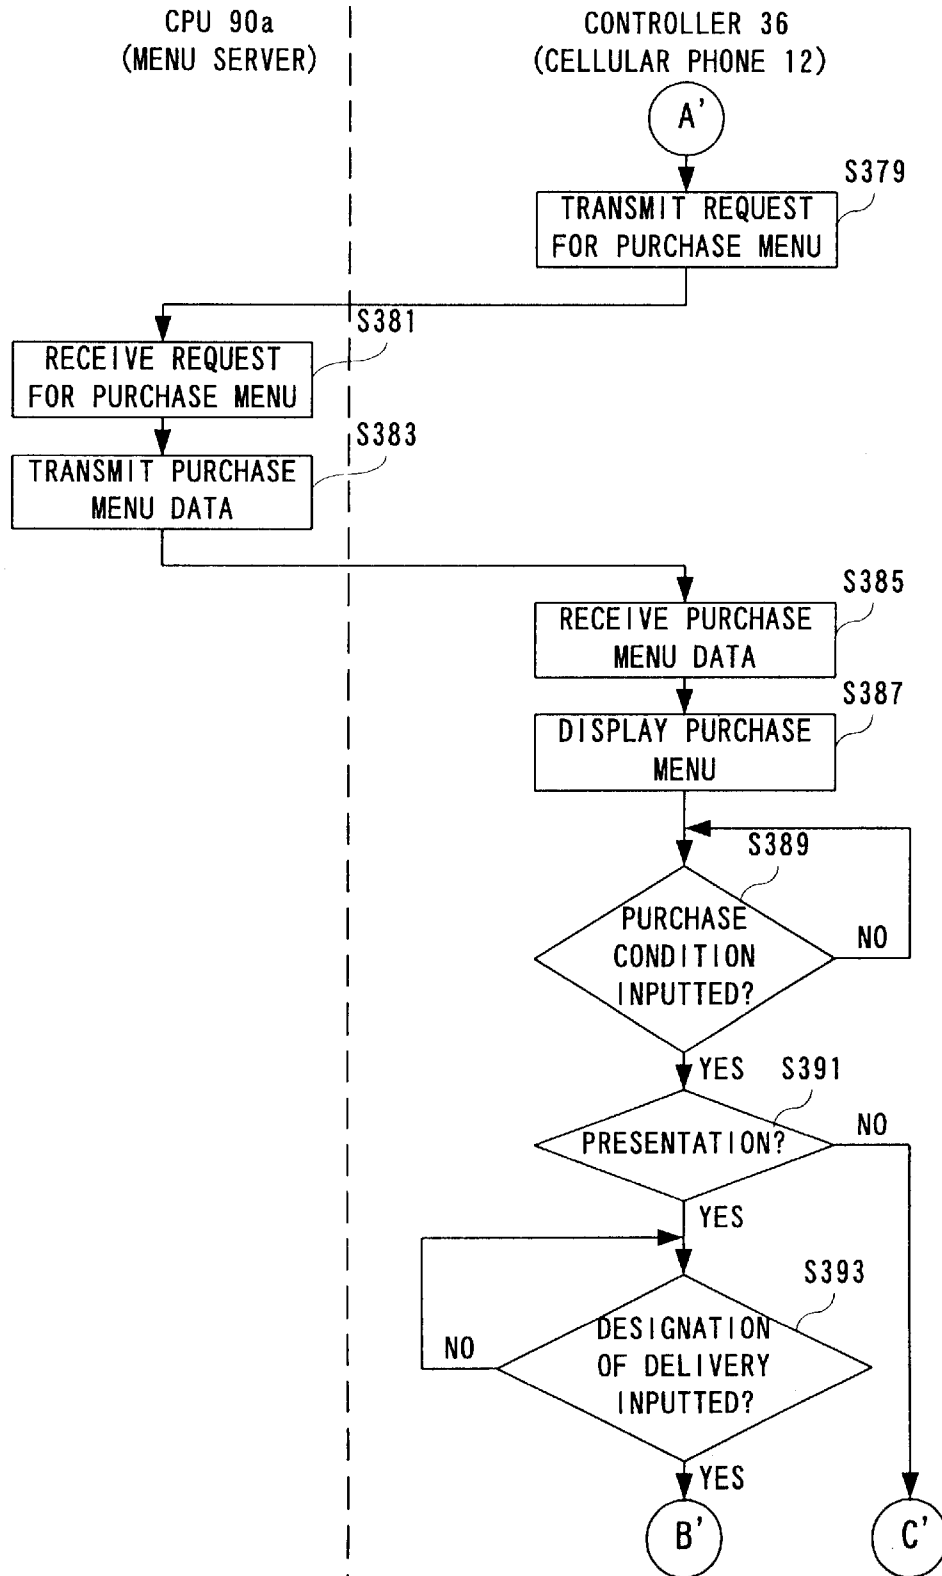 CPU 90a
(MENU SERVER)
CONTROLLER 36
(CELLULAR PHONE 12)
A'
S379
TRANSMIT REQUEST
FOR PURCHASE MENU
S381
RECEIVE REQUEST
FOR PURCHASE MENU
S383
TRANSMIT PURCHASE
MENU DATA
S385
RECEIVE PURCHASE
MENU DATA
S387
DISPLAY PURCHASE
MENU
S389
PURCHASE
CONDITION
INPUTTED?
NO
YES
S391
PRESENTATION?
NO
YES
S393
DESIGNATION
OF DELIVERY
INPUTTED?
NO
YES
B'
C'